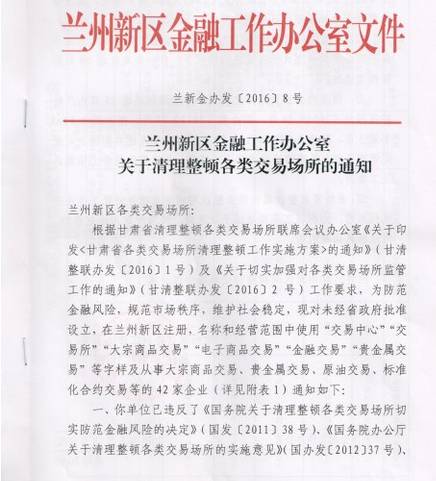 兰州新区金融工作办公室文件
兰新金办发〔2016〕8号
兰州新区金融工作办公室
关于清理整顿各类交易场所的通知
兰州新区各类交易场所：
根据甘肃省清理整顿各类交易场所联席会议办公室《关于印
发<甘肃省各类交易场所清理整顿工作实施方案>的通知》（甘清
整联办发〔2016〕1号）及《关于切实加强对各类交易场所监管
工作的通知》（甘清整联办发〔2016〕2 号）工作要求，为防范
金融风险，规范市场秩序，维护社会稳定，现对未经省政府批准
设立，在兰州新区注册，名称和经营范围中使用“交易中心”“交
易所”“大宗商品交易”“电子商品交易”“金融交易”“贵金属交
易”等字样及从事大宗商品交易、贵金属交易、原油交易、标准
化合约交易等的 42 家企业（详见附表 1）通知如下：
一、你单位已违反了《国务院关于清理整顿各类交易场所切
实防范金融风险的决定》（国发〔2011〕38号）、《国务院办公厅
关于清理整顿各类交易场所的实施意见》（国办发〔2012〕37号）、